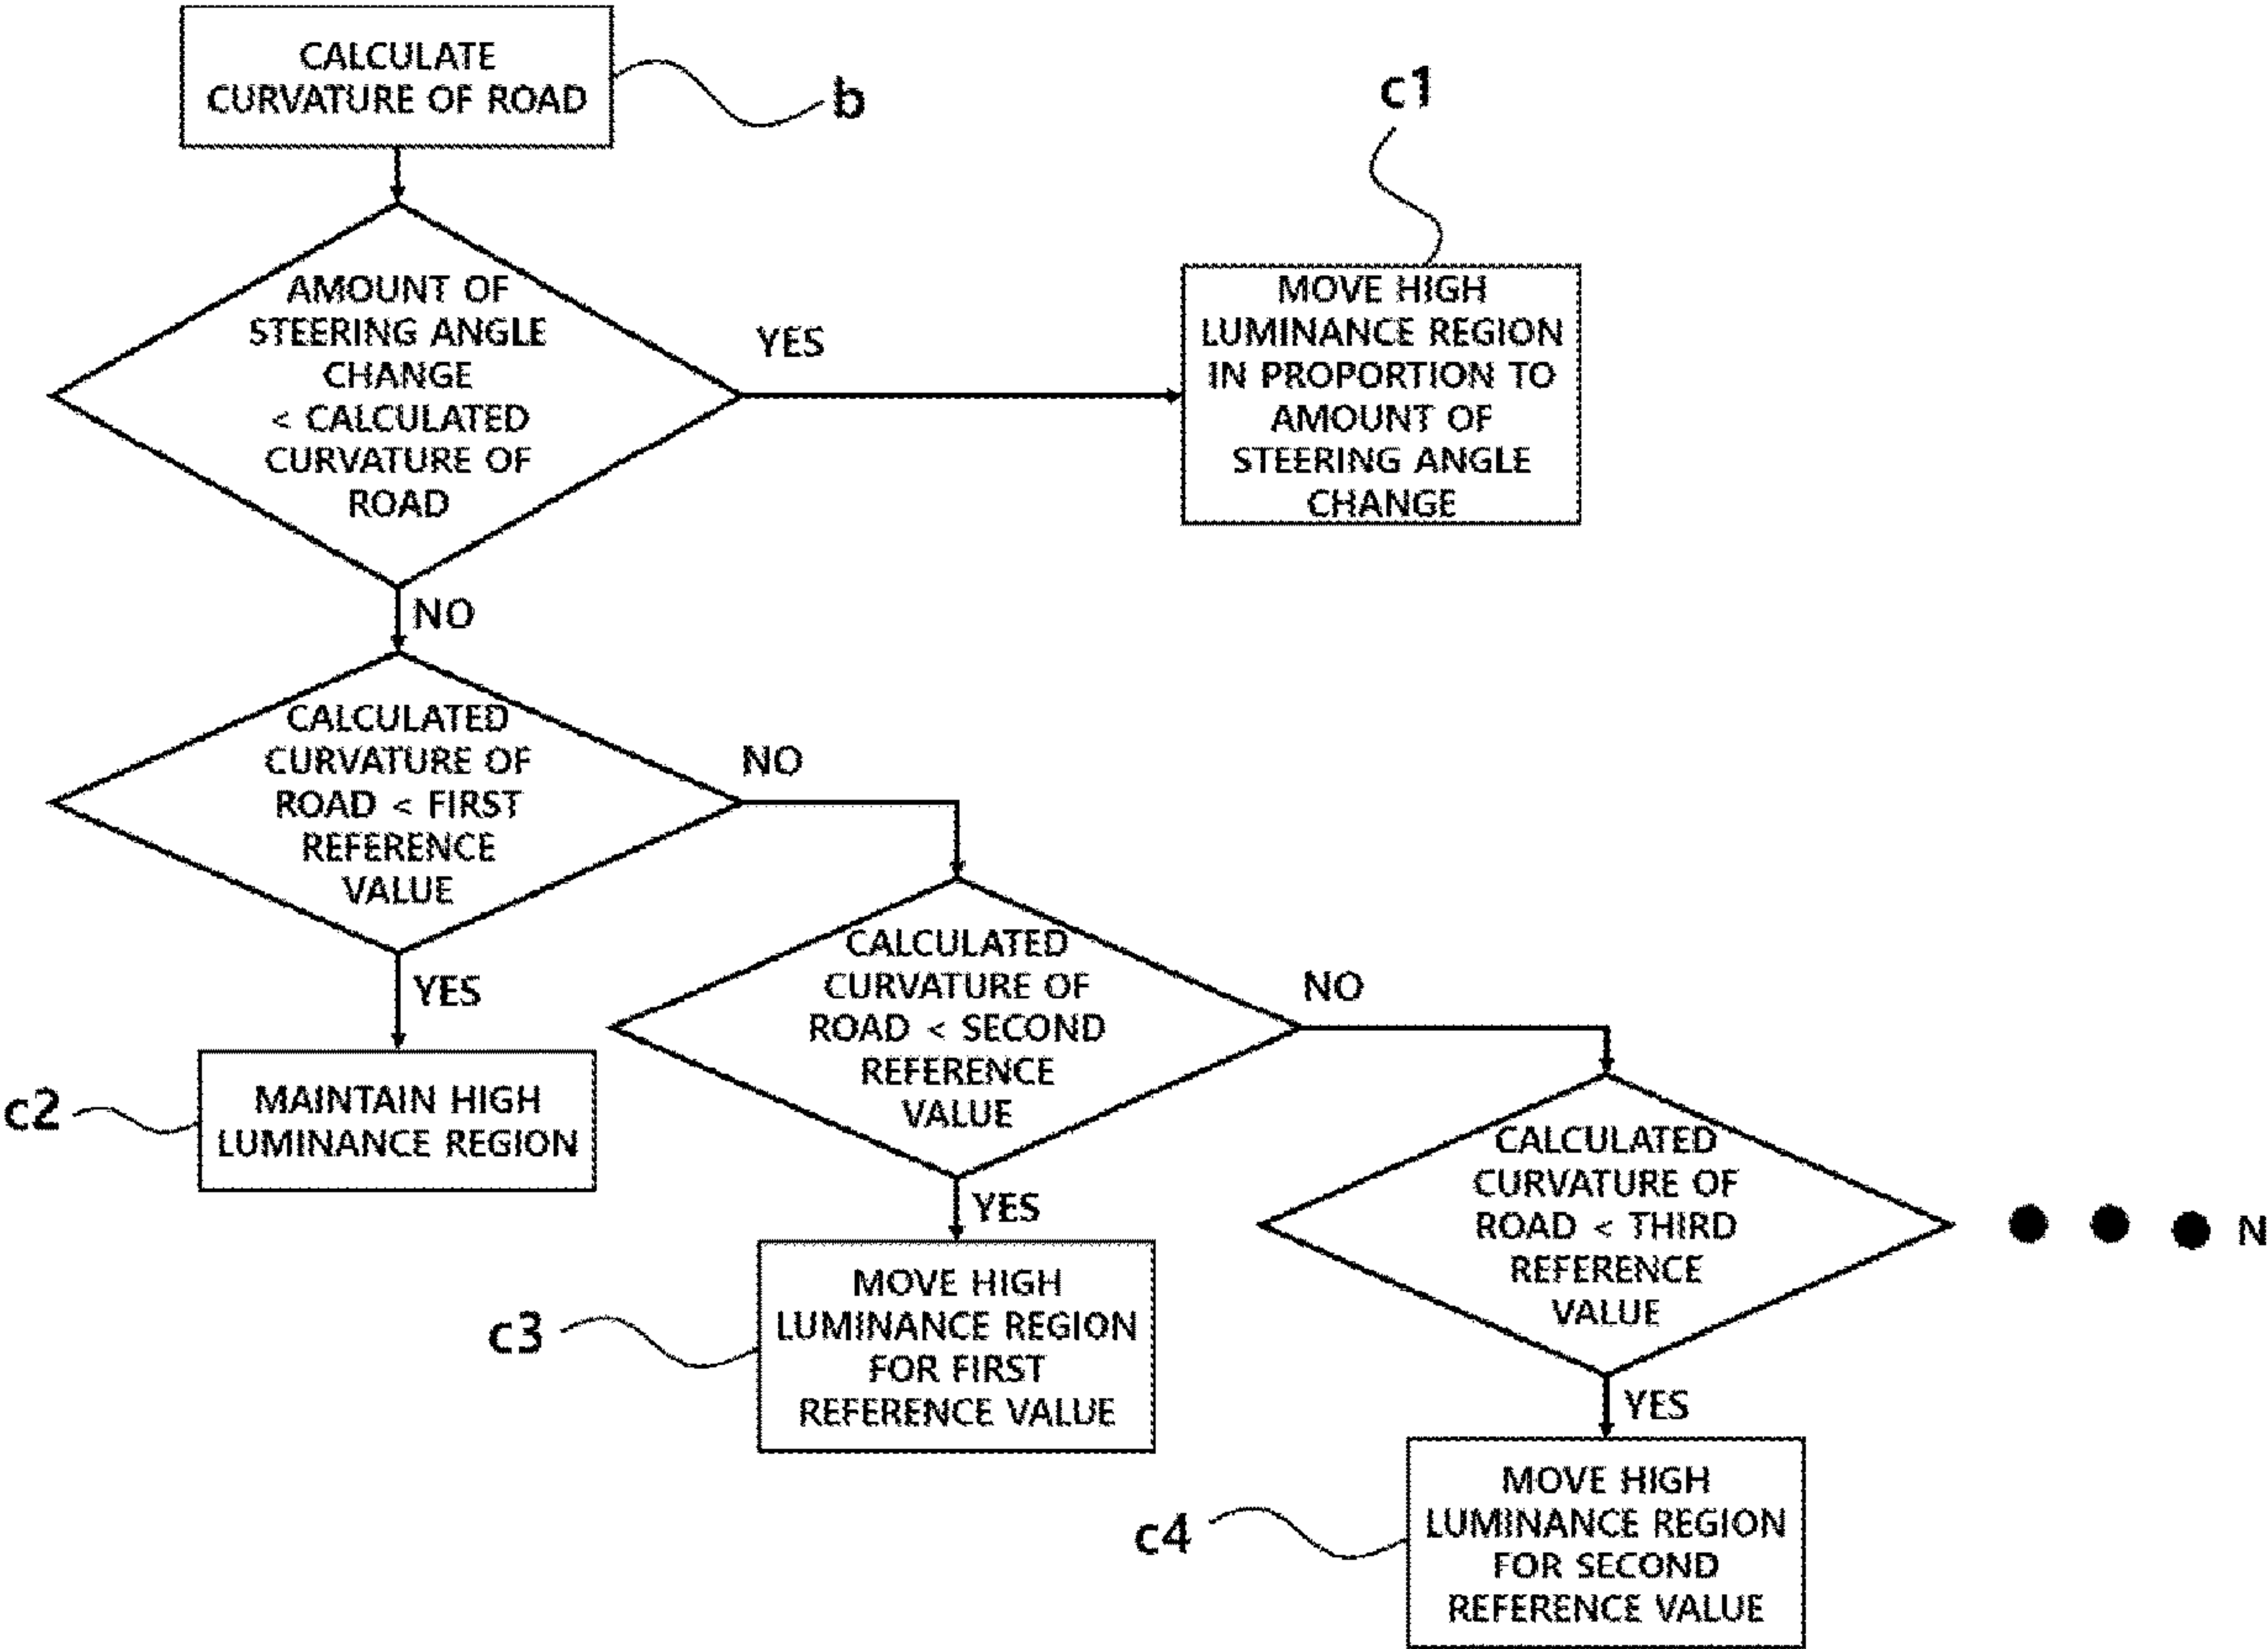 CALCULATE
CURVATURE OF ROAD
b
c1
AMOUNT OF
STEERING ANGLE
CHANGE
< CALCULATED
CURVATURE OF
ROAD
YES
MOVE HIGH
LUMINANCE REGION
IN PROPORTION TO
AMOUNT OF
STEERING ANGLE
CHANGE
NO
CALCULATED
CURVATURE OF
ROAD < FIRST
REFERENCE
VALUE
NO
YES
c2
MAINTAIN HIGH
LUMINANCE REGION
CALCULATED
CURVATURE OF
ROAD < SECOND
REFERENCE
VALUE
NO
YES
c3
MOVE HIGH
LUMINANCE REGION
FOR FIRST
REFERENCE VALUE
CALCULATED
CURVATURE OF
ROAD < THIRD
REFERENCE
VALUE
N
YES
c4
MOVE HIGH
LUMINANCE REGION
FOR SECOND
REFERENCE VALUE